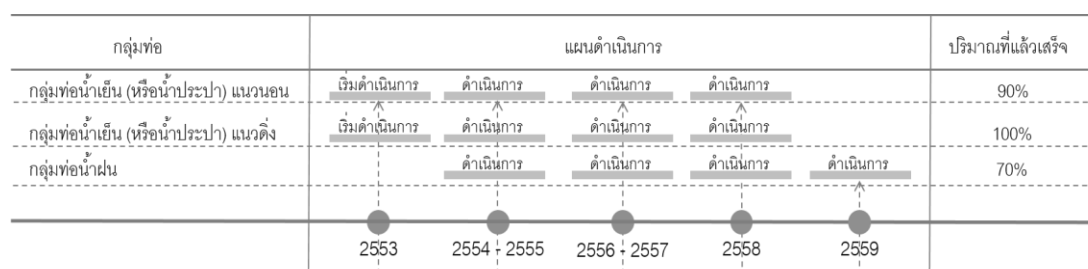 กลุ่มท่อ แผนดำเนินการ ปริมาณที่แล้วเสร็จ
กลุ่มท่อน้ำเย็น (หรือน้ำประปา) แนวนอน เริ่มดำเนินการ ดำเนินการ ดำเนินการ ดำเนินการ 90%
กลุ่มท่อน้ำเย็น (หรือน้ำประปา) แนวดิ่ง เริ่มดำเนินการ ดำเนินการ ดำเนินการ ดำเนินการ 100%
กลุ่มท่อน้ำฝน ดำเนินการ ดำเนินการ ดำเนินการ ดำเนินการ 70%
2553 2554 - 2555 2556 - 2557 2558 2559